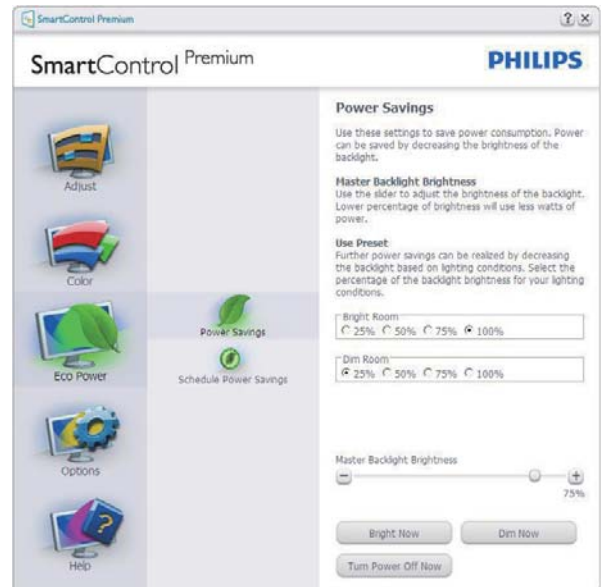 SmartControl Premium
? ×
SmartControl Premium
PHILIPS
Adjust
Color
Eco Power
Options
?
Help
Power Savings
Schedule Power Savings
Power Savings
Use these settings to save power consumption. Power
can be saved by decreasing the brightness of the
backlight.
Master Backlight Brightness
Use the slider to adjust the brightness of the backlight.
Lower percentage of brightness will use less watts of
power.
Use Preset
Further power savings can be realized by decreasing
the backlight based on lighting conditions. Select the
percentage of the backlight brightness for your lighting
conditions.
Bright Room
25% 50% 75% 100%
Dim Room
25% 50% 75% 100%
Master Backlight Brightness
− +
75%
Bright Now Dim Now
Turn Power Off Now